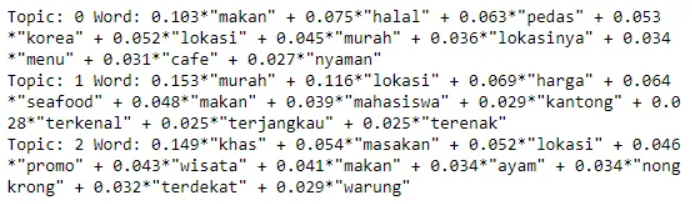 Topic: 0 Word: 0.103*"makan" + 0.075*"halal" + 0.063*"pedas" + 0.053
*"korea" + 0.052*"lokasi" + 0.045*"murah" + 0.036*"lokasinya" + 0.034
*"menu" + 0.031*"cafe" + 0.027*"nyaman"
Topic: 1 Word: 0.153*"murah" + 0.116*"lokasi" + 0.069*"harga" + 0.064
*"seafood" + 0.048*"makan" + 0.039*"mahasiswa" + 0.029*"kantong" + 0.0
28*"terkenal" + 0.025*"terjangkau" + 0.025*"terenak"
Topic: 2 Word: 0.149*"khas" + 0.054*"masakan" + 0.052*"lokasi" + 0.046
*"promo" + 0.043*"wisata" + 0.041*"makan" + 0.034*"ayam" + 0.034*"nong
krong" + 0.032*"terdekat" + 0.029*"warung"